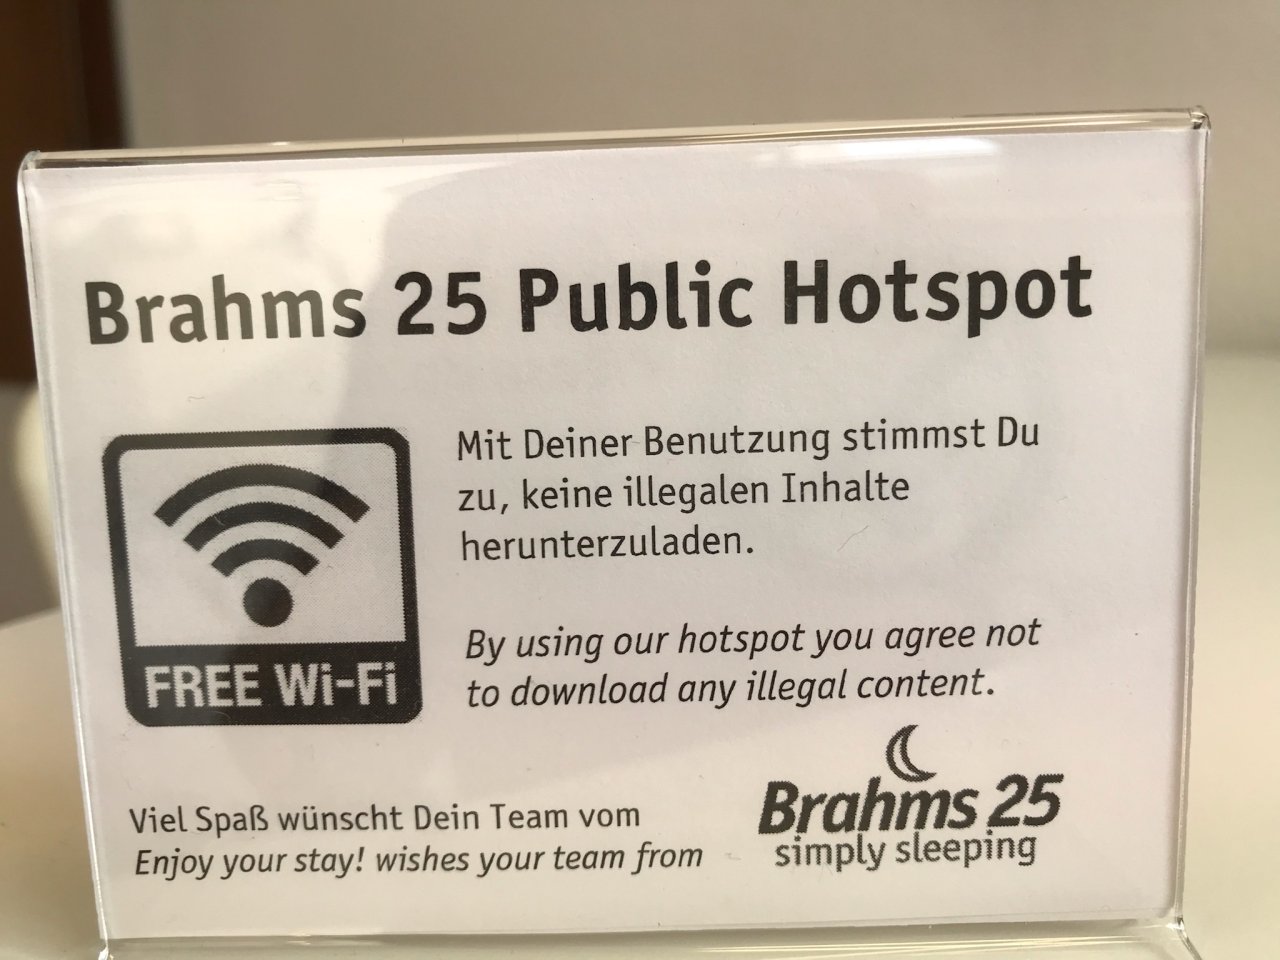 Brahms 25 Public Hotspot
Mit Deiner Benutzung stimmst Du
zu, keine illegalen Inhalte
herunterzuladen.
FREE Wi-Fi
By using our hotspot you agree not
to download any illegal content.
Viel Spaß wünscht Dein Team vom
Enjoy your stay! wishes your team from
Brahms 25
simply sleeping